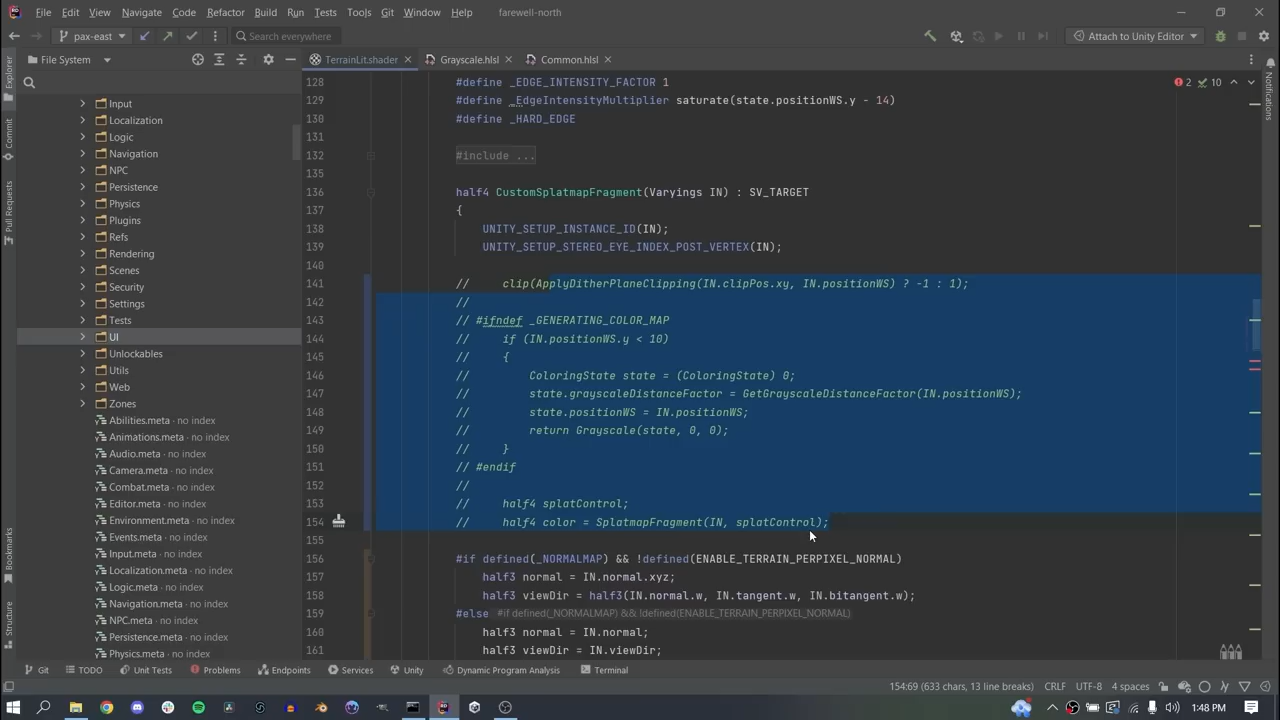 File Edit View Navigate Code Refactor Build Run Tests Tools Git Window Help farewell-north
pax-east Search everywhere Attach to Unity Editor
Explorer
Commit
Pull Requests
Bookmarks
Structure
File System
Input
Localization
Logic
Navigation
NPC
Persistence
Physics
Plugins
Refs
Rendering
Scenes
Security
Settings
Tests
UI
Unlockables
Utils
Web
Zones
Abilities.meta · no index
Animations.meta · no index
Audio.meta · no index
Camera.meta · no index
Combat.meta · no index
Editor.meta · no index
Environment.meta · no index
Events.meta · no index
Input.meta · no index
Localization.meta · no index
Logic.meta · no index
Navigation.meta · no index
NPC.meta · no index
Persistence.meta · no index
Physics.meta · no index
TerrainLit.shader Grayscale.hlsl Common.hlsl
2 10
Notifications
128 #define _EDGE_INTENSITY_FACTOR 1
129 #define _EdgeIntensityMultiplier saturate(state.positionWS.y - 14)
130 #define _HARD_EDGE
131
132 #include ...
135
136 half4 CustomSplatmapFragment(Varyings IN) : SV_TARGET
137 {
138 UNITY_SETUP_INSTANCE_ID(IN);
139 UNITY_SETUP_STEREO_EYE_INDEX_POST_VERTEX(IN);
140
141 // clip(ApplyDitherPlaneClipping(IN.clipPos.xy, IN.positionWS) ? -1 : 1);
142 //
143 // #ifndef _GENERATING_COLOR_MAP
144 // if (IN.positionWS.y < 10)
145 // {
146 // ColoringState state = (ColoringState) 0;
147 // state.grayscaleDistanceFactor = GetGrayscaleDistanceFactor(IN.positionWS);
148 // state.positionWS = IN.positionWS;
149 // return Grayscale(state, 0, 0);
150 // }
151 // #endif
152 //
153 // half4 splatControl;
154 // half4 color = SplatmapFragment(IN, splatControl);
155
156 #if defined(_NORMALMAP) && !defined(ENABLE_TERRAIN_PERPIXEL_NORMAL)
157 half3 normal = IN.normal.xyz;
158 half3 viewDir = half3(IN.normal.w, IN.tangent.w, IN.bitangent.w);
159 #else #if defined(_NORMALMAP) && !defined(ENABLE_TERRAIN_PERPIXEL_NORMAL)
160 half3 normal = IN.normal;
161 half3 viewDir = IN.viewDir;
Git TODO Unit Tests Problems Endpoints Services Unity Dynamic Program Analysis Terminal
154:69 (633 chars, 13 line breaks) CRLF UTF-8 4 spaces
1:48 PM